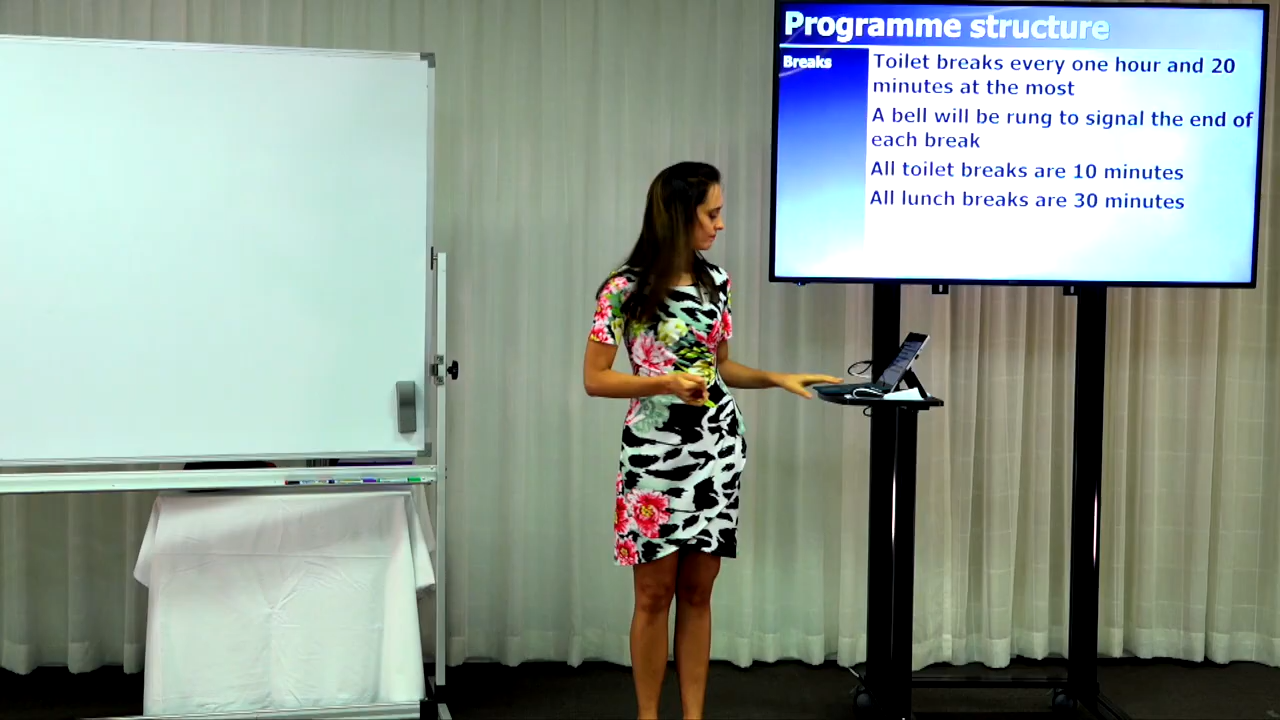 Programme structure
Breaks
Toilet breaks every one hour and 20
minutes at the most
A bell will be rung to signal the end of
each break
All toilet breaks are 10 minutes
All lunch breaks are 30 minutes